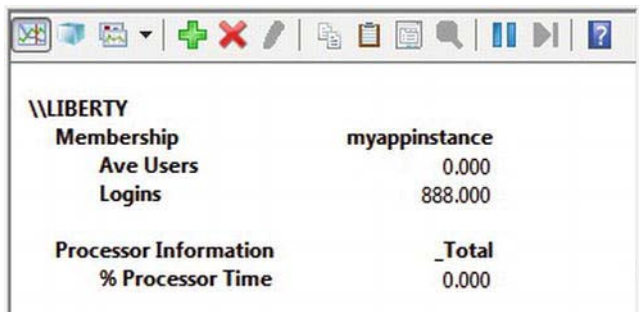 ?
\\LIBERTY
Membership myappinstance
Ave Users 0.000
Logins 888.000
Processor Information _Total
% Processor Time 0.000